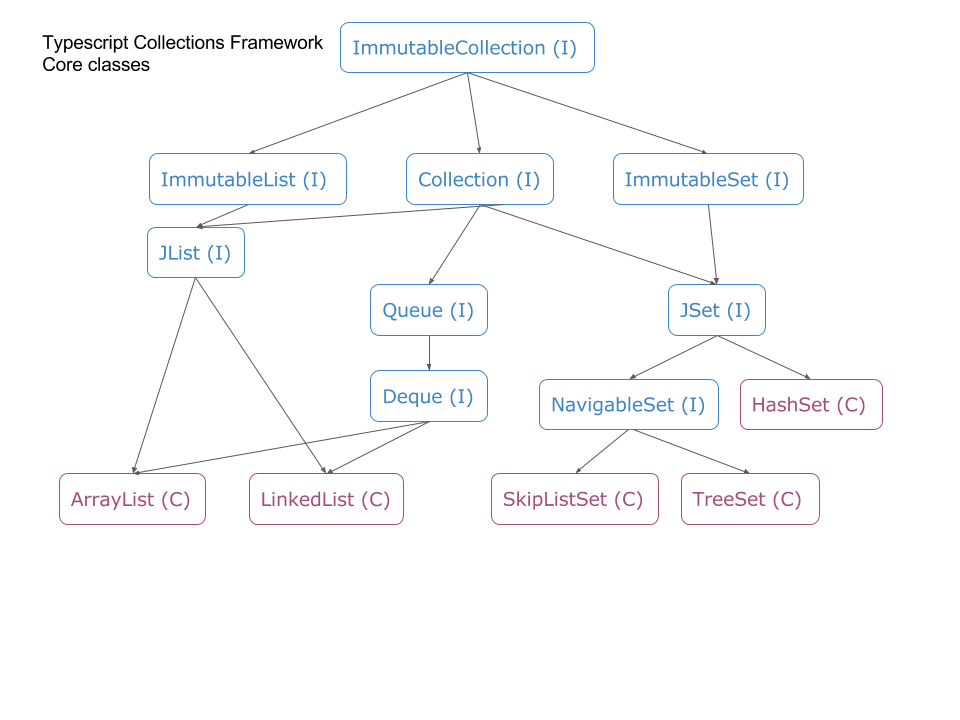 Typescript Collections Framework
Core classes
ImmutableCollection (I)
ImmutableList (I)
Collection (I)
ImmutableSet (I)
JList (I)
Queue (I)
JSet (I)
Deque (I)
NavigableSet (I)
HashSet (C)
ArrayList (C)
LinkedList (C)
SkipListSet (C)
TreeSet (C)